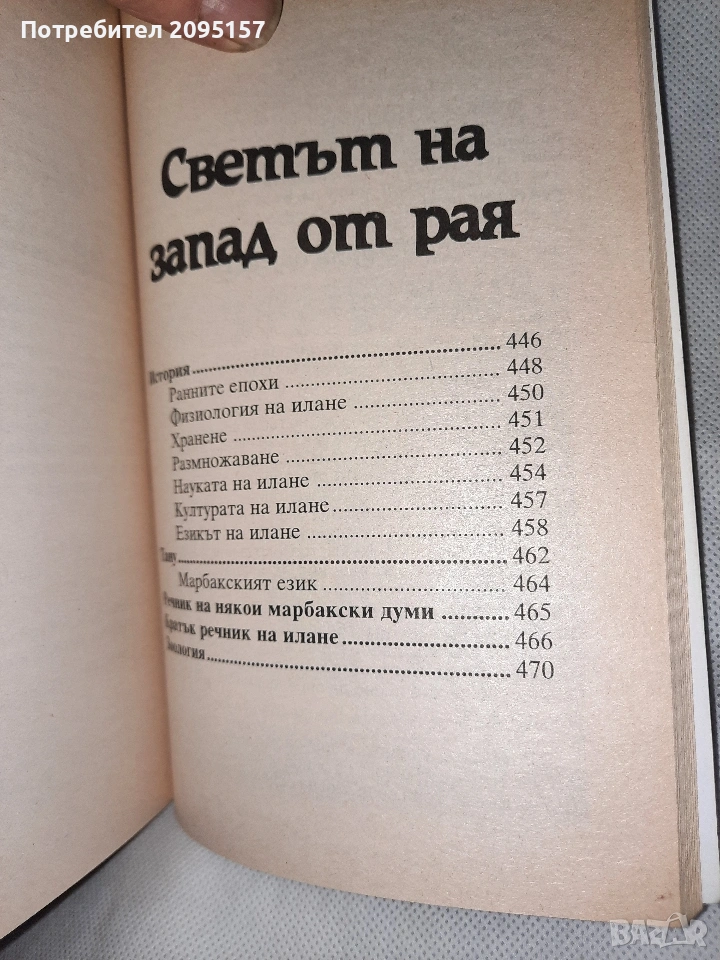 Потребител 2095157
Светът на
запад от рая
История 446
Ранните епохи 448
Физиология на илане 450
Хранене 451
Размножаване 452
Науката на илане 454
Културата на илане 457
Езикът на илане 458
Тану 462
Марбакският език 464
Речник на някои марбакски думи 465
Кратък речник на илане 466
Зоология 470
BAZAR